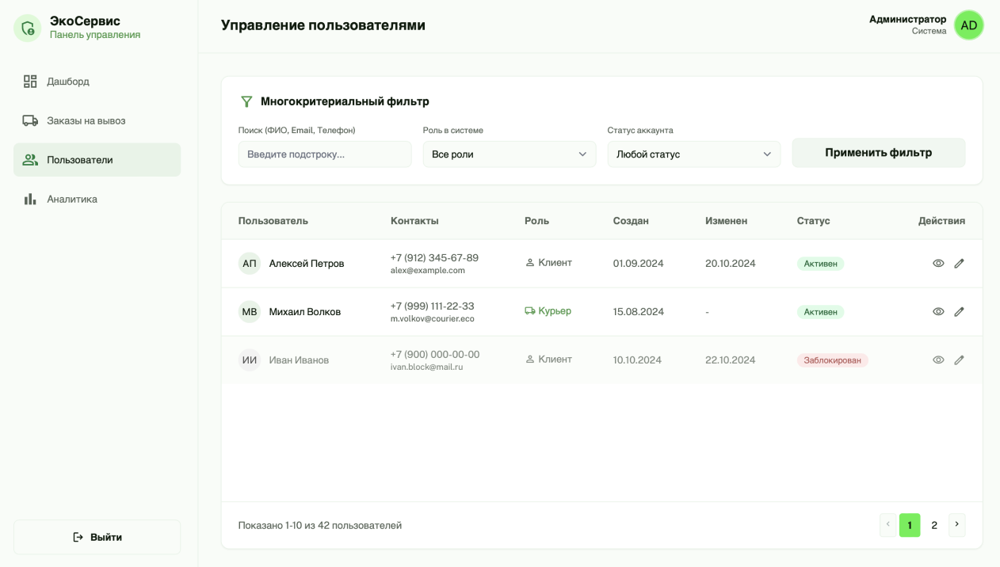 ЭкоСервис
Панель управления
Дашборд
Заказы на вывоз
Пользователи
Аналитика
Выйти
Управление пользователями
Администратор
Система
AD
Многокритериальный фильтр
Поиск (ФИО, Email, Телефон)
Введите подстроку...
Роль в системе
Все роли
Статус аккаунта
Любой статус
Применить фильтр
Пользователь Контакты Роль Создан Изменен Статус Действия
АП Алексей Петров +7 (912) 345-67-89 Клиент 01.09.2024 20.10.2024 Активен
alex@example.com
МВ Михаил Волков +7 (999) 111-22-33 Курьер 15.08.2024 - Активен
m.volkov@courier.eco
ИИ Иван Иванов +7 (900) 000-00-00 Клиент 10.10.2024 22.10.2024 Заблокирован
ivan.block@mail.ru
Показано 1-10 из 42 пользователей
‹ 1 2 ›